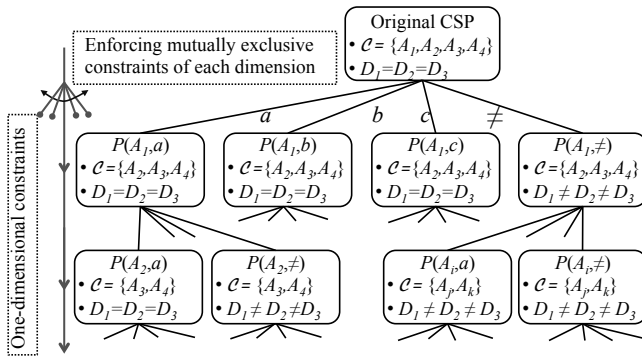 Original CSP
• 𝒞 = {A₁,A₂,A₃,A₄}
• D₁=D₂=D₃
Enforcing mutually exclusive
constraints of each dimension
One-dimensional constraints
a
b
c
≠
P(A₁,a)
• 𝒞={A₂,A₃,A₄}
• D₁=D₂=D₃
P(A₁,b)
• 𝒞={A₂,A₃,A₄}
• D₁=D₂=D₃
P(A₁,c)
• 𝒞={A₂,A₃,A₄}
• D₁=D₂=D₃
P(A₁,≠)
• 𝒞={A₂,A₃,A₄}
• D₁ ≠ D₂ ≠ D₃
P(A₂,a)
• 𝒞= {A₃,A₄}
• D₁=D₂=D₃
P(A₂,≠)
• 𝒞= {A₃,A₄}
• D₁ ≠ D₂ ≠D₃
P(Aᵢ,a)
• 𝒞= {Aⱼ,Aₖ}
• D₁ ≠ D₂ ≠ D₃
P(Aᵢ,≠)
• 𝒞= {Aⱼ,Aₖ}
• D₁ ≠ D₂ ≠ D₃